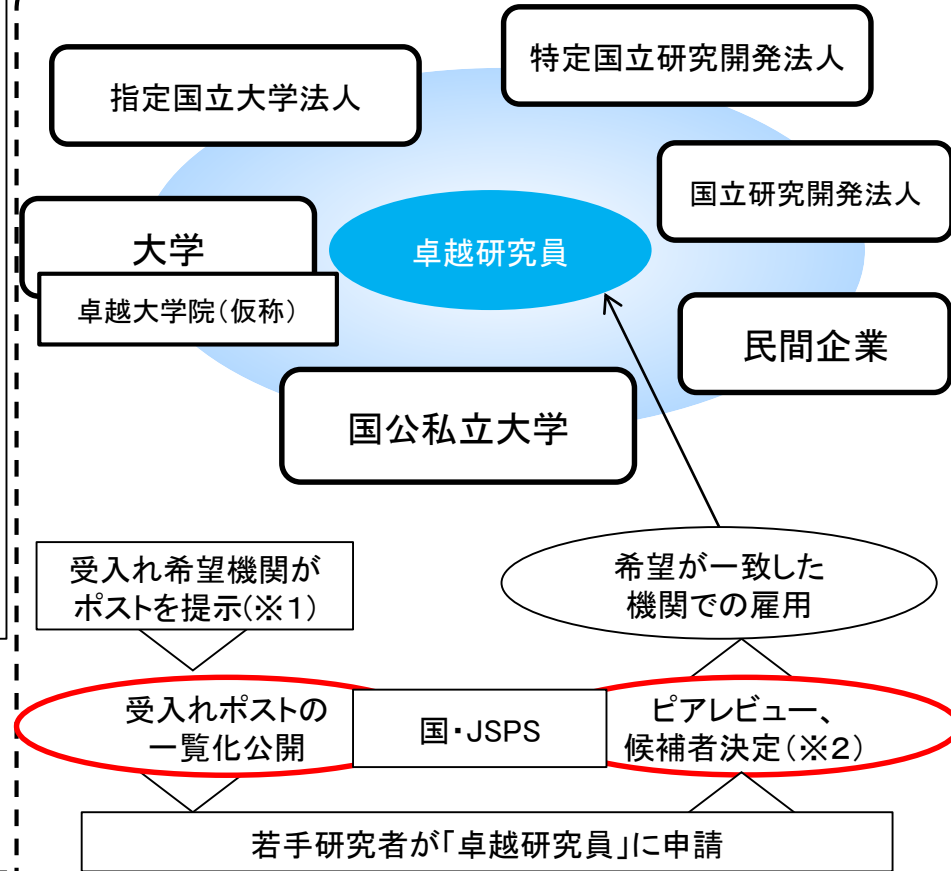 特定国立研究開発法人
指定国立大学法人
国立研究開発法人
大学
卓越研究員
卓越大学院(仮称)
民間企業
国公私立大学
受入れ希望機関が
ポストを提示(※1)
希望が一致した
機関での雇用
受入れポストの
一覧化公開
国・JSPS
ピアレビュー、
候補者決定(※2)
若手研究者が「卓越研究員」に申請